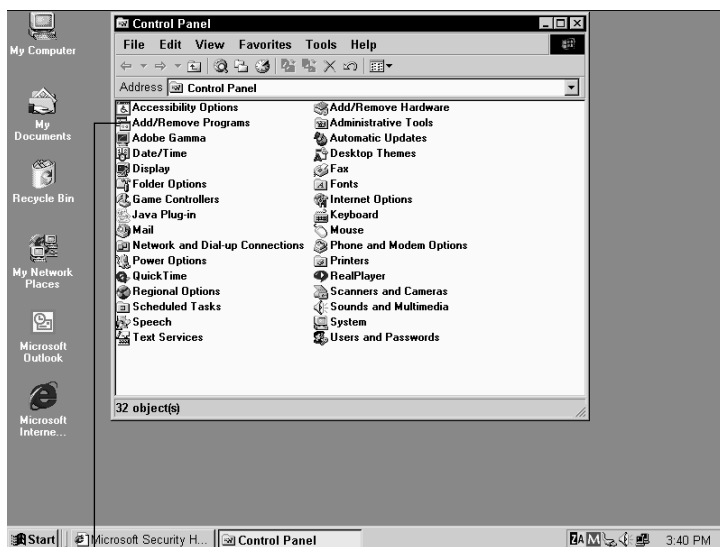 My Computer
My
Documents
Recycle Bin
My Network
Places
Microsoft
Outlook
Microsoft
Interne...
Control Panel
File Edit View Favorites Tools Help
Address Control Panel
Accessibility Options
Add/Remove Programs
Adobe Gamma
Date/Time
Display
Folder Options
Game Controllers
Java Plug-in
Mail
Network and Dial-up Connections
Power Options
QuickTime
Regional Options
Scheduled Tasks
Speech
Text Services
Add/Remove Hardware
Administrative Tools
Automatic Updates
Desktop Themes
Fax
Fonts
Internet Options
Keyboard
Mouse
Phone and Modem Options
Printers
RealPlayer
Scanners and Cameras
Sounds and Multimedia
System
Users and Passwords
32 object(s)
Start Microsoft Security H... Control Panel 3:40 PM